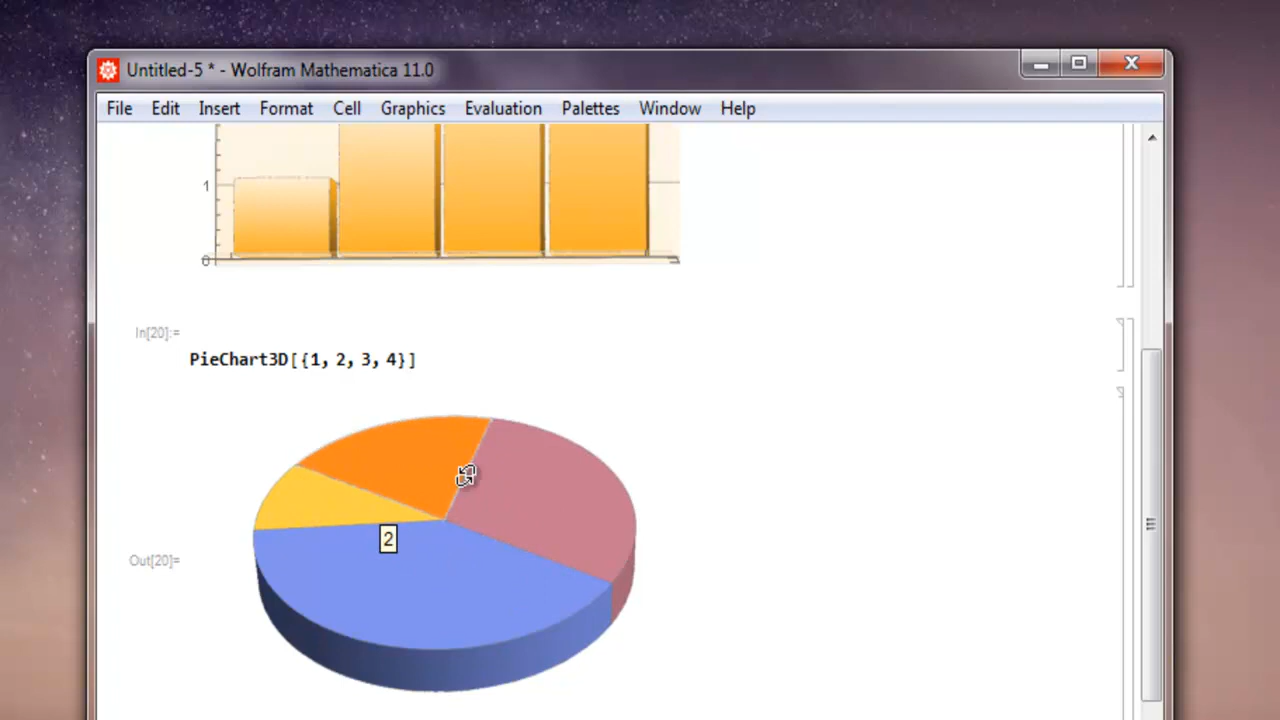 Untitled-5 * - Wolfram Mathematica 11.0
File Edit Insert Format Cell Graphics Evaluation Palettes Window Help
1
0
In[20]:=
PieChart3D[{1, 2, 3, 4}]
2
Out[20]=